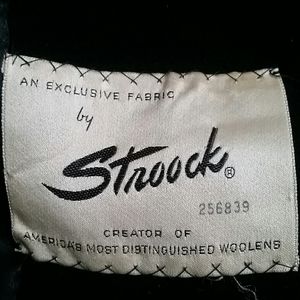 AN EXCLUSIVE FABRIC
by
Stroock®
256839
CREATOR OF
AMERICA'S MOST DISTINGUISHED WOOLENS